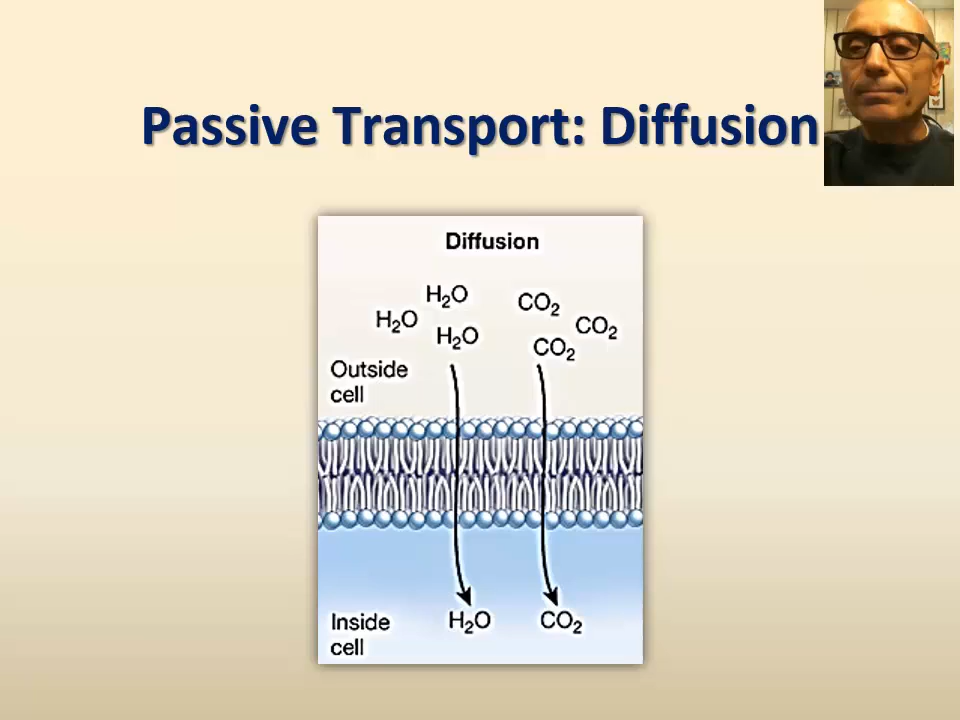 Passive Transport: Diffusion
Diffusion
H₂O
CO₂
H₂O
CO₂
H₂O
CO₂
Outside
cell
Inside
cell
H₂O
CO₂